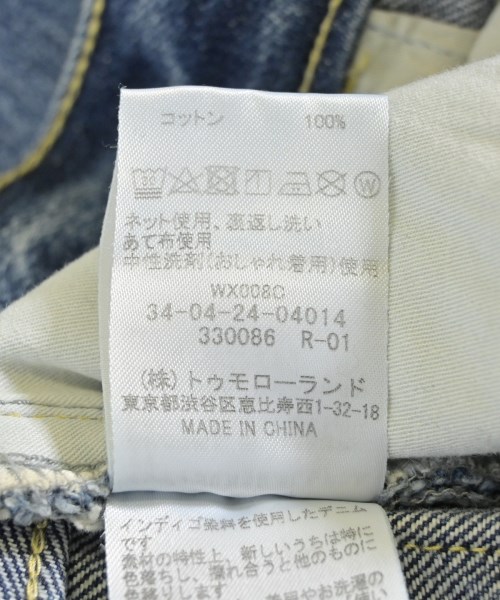 コットン 100%
ネット使用、裏返し洗い
あて布使用
中性洗剤(おしゃれ着用)使用
WX008C
34-04-24-04014
330086 R-01
(株)トゥモローランド
東京都渋谷区恵比寿西1-32-18
MADE IN CHINA
インディゴ染料を使用したデニム
です
素材の特性上、新しいうちは特に
色落ちし、濡れ合うと他のものに